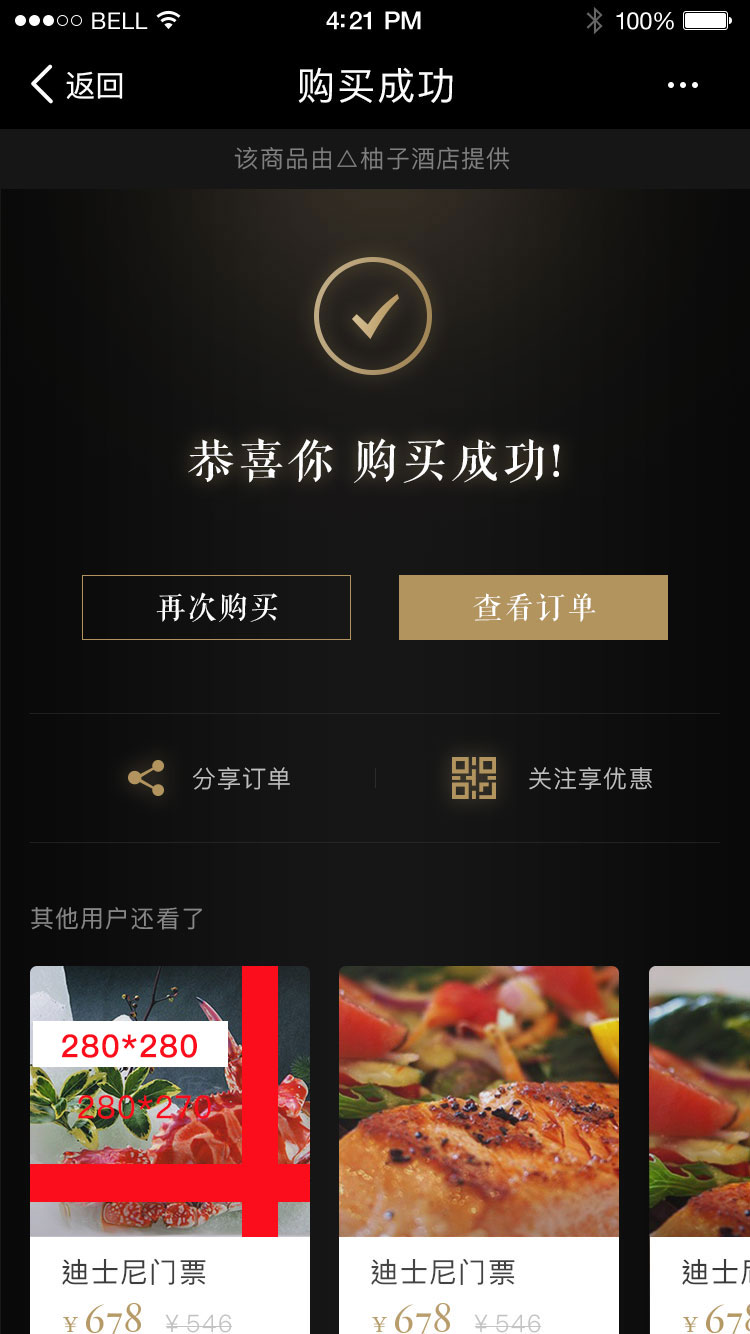 BELL 4:21 PM 100%
返回 购买成功
该商品由△柚子酒店提供
恭喜你 购买成功!
再次购买 查看订单
分享订单 关注享优惠
其他用户还看了
280*280
280*270
迪士尼门票 迪士尼门票 迪士
¥ 678 ¥ 546 ¥ 678 ¥ 546 ¥ 678